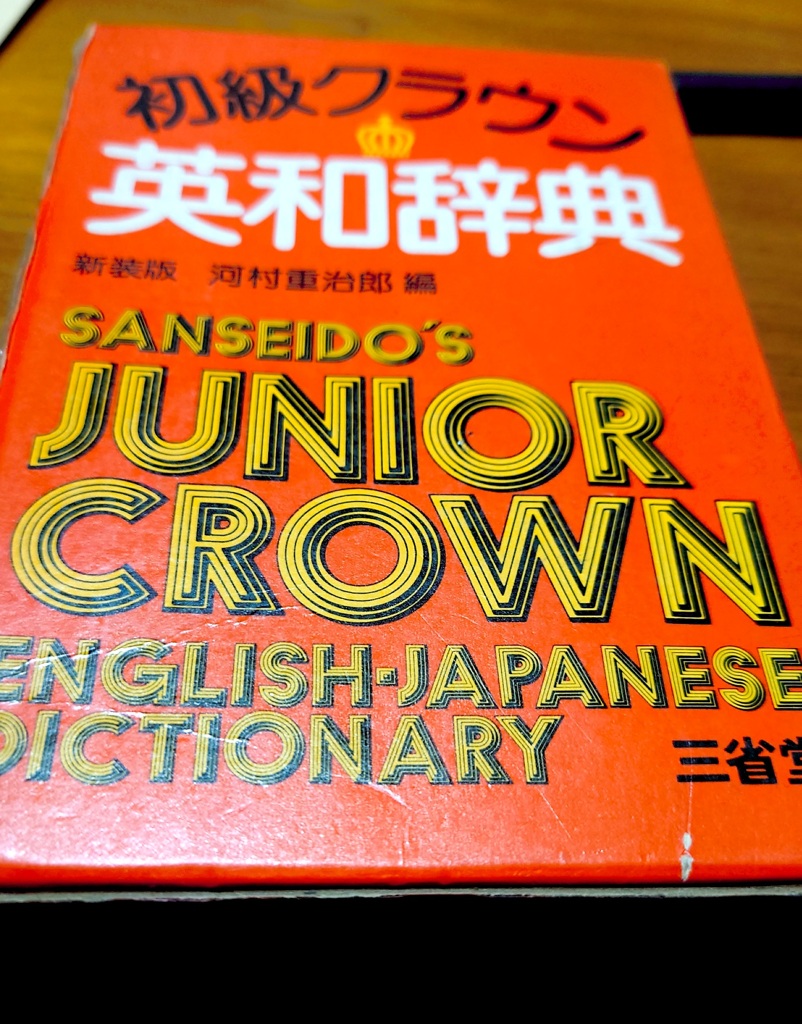 初級クラウン
英和辞典
新装版 河村重治郎 編
SANSEIDO'S
JUNIOR
CROWN
ENGLISH-JAPANESE
DICTIONARY
三省堂